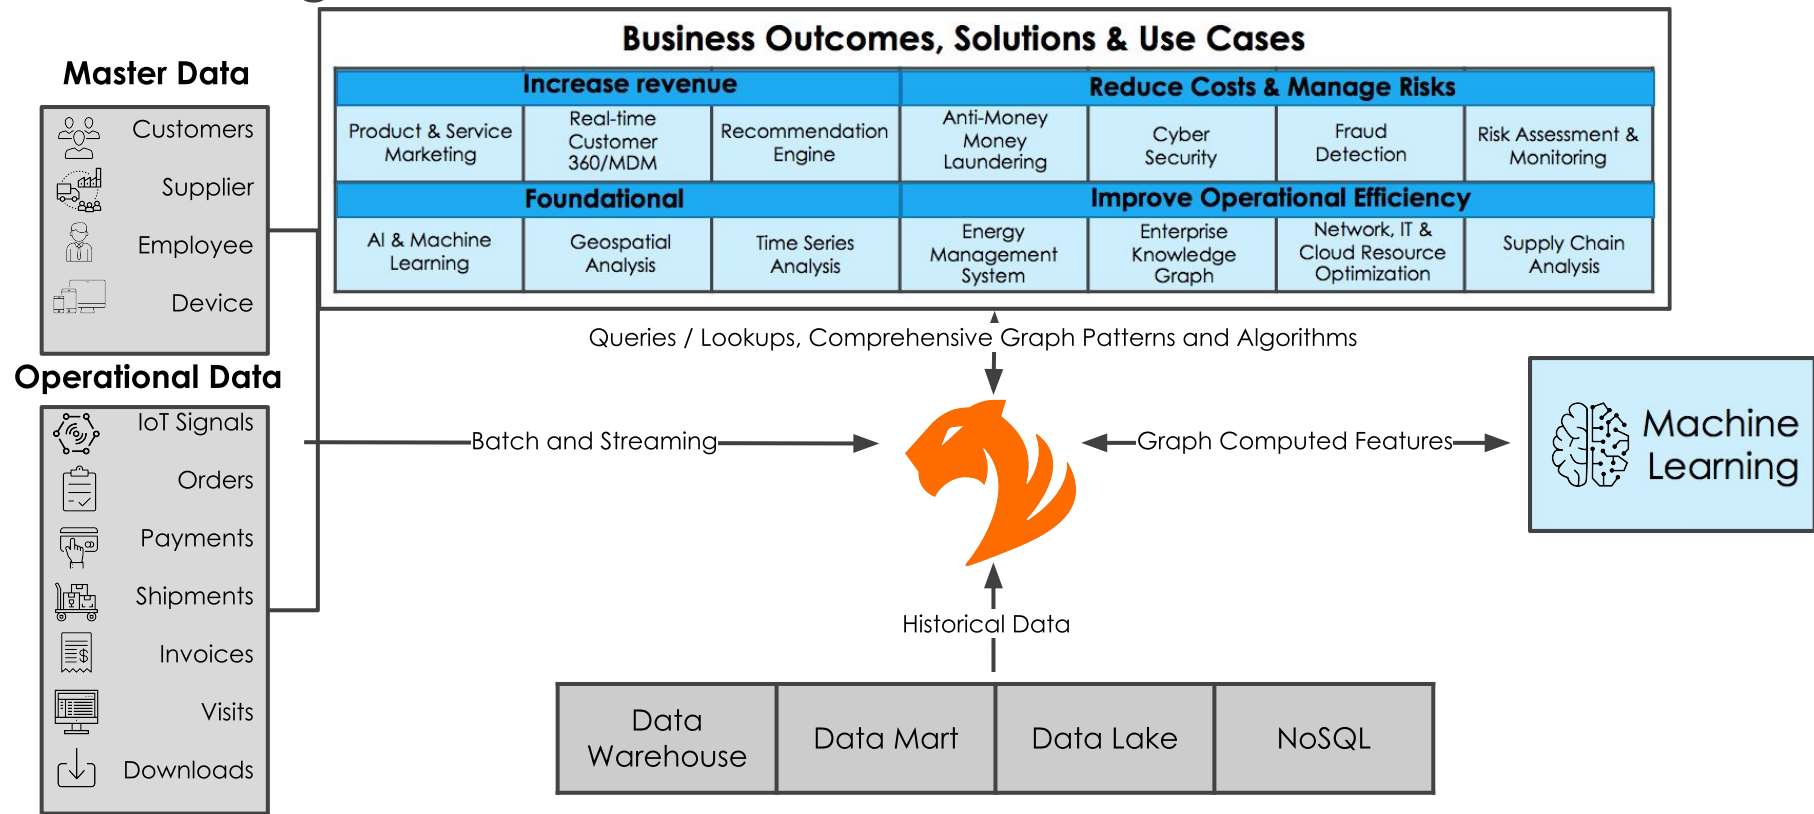 Business Outcomes, Solutions & Use Cases
Increase revenue
Reduce Costs & Manage Risks
Product & Service
Marketing
Real-time
Customer
360/MDM
Recommendation
Engine
Anti-Money
Money
Laundering
Cyber
Security
Fraud
Detection
Risk Assessment &
Monitoring
Foundational
Improve Operational Efficiency
AI & Machine
Learning
Geospatial
Analysis
Time Series
Analysis
Energy
Management
System
Enterprise
Knowledge
Graph
Network, IT &
Cloud Resource
Optimization
Supply Chain
Analysis
Master Data
Customers
Supplier
Employee
Device
Operational Data
IoT Signals
Orders
Payments
Shipments
Invoices
Visits
Downloads
Queries / Lookups, Comprehensive Graph Patterns and Algorithms
Batch and Streaming
Graph Computed Features
Machine
Learning
Historical Data
Data
Warehouse
Data Mart
Data Lake
NoSQL